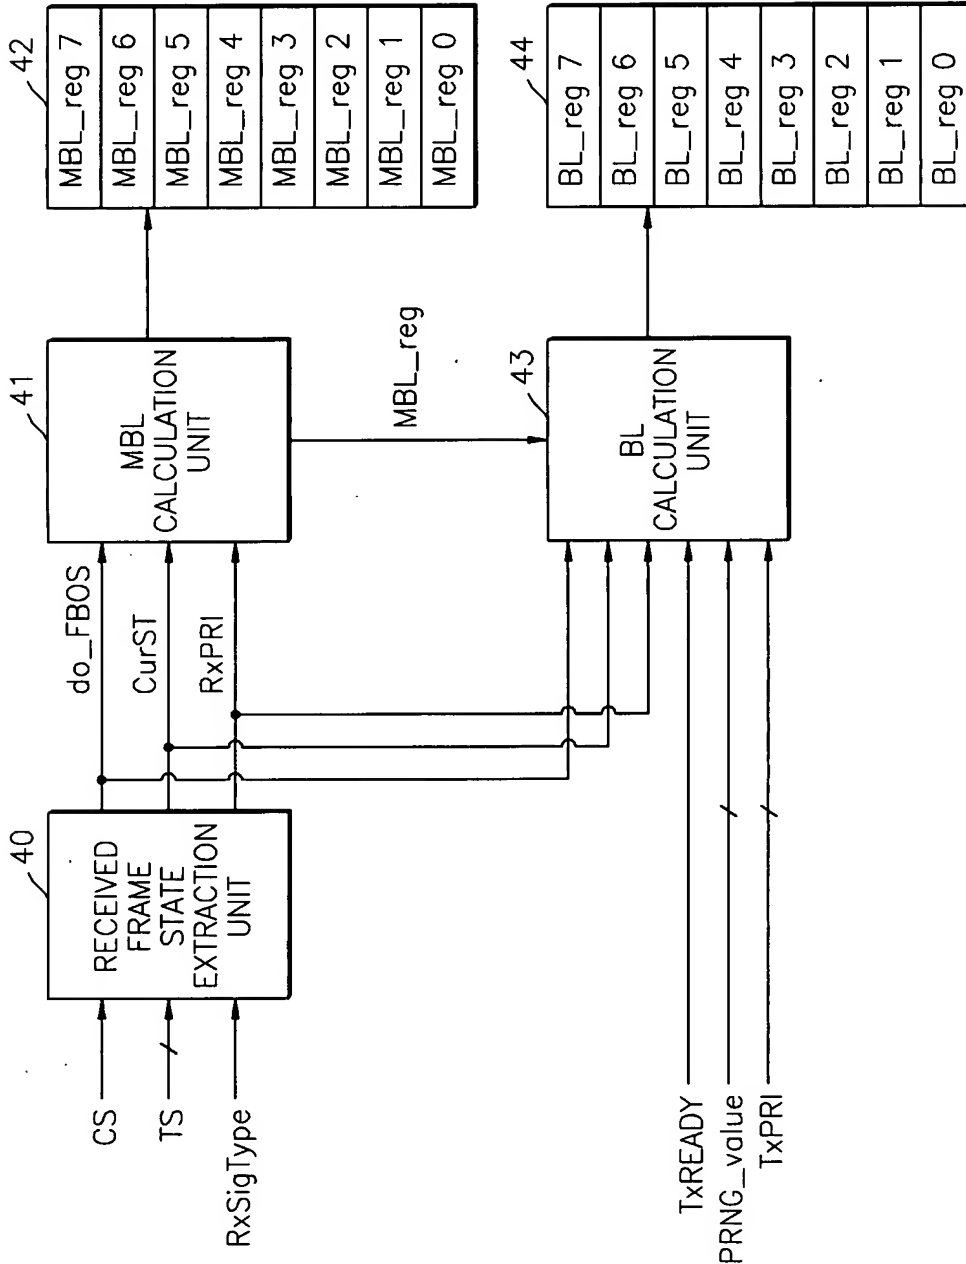 CS
TS
RxSigType
40
RECEIVED
FRAME
STATE
EXTRACTION
UNIT
do_FBOS
CurST
RxPRI
41
MBL
CALCULATION
UNIT
42
MBL_reg 7
MBL_reg 6
MBL_reg 5
MBL_reg 4
MBL_reg 3
MBL_reg 2
MBL_reg 1
MBL_reg 0
MBL_reg
TxREADY
PRNG_value
TxPRI
43
BL
CALCULATION
UNIT
44
BL_reg 7
BL_reg 6
BL_reg 5
BL_reg 4
BL_reg 3
BL_reg 2
BL_reg 1
BL_reg 0